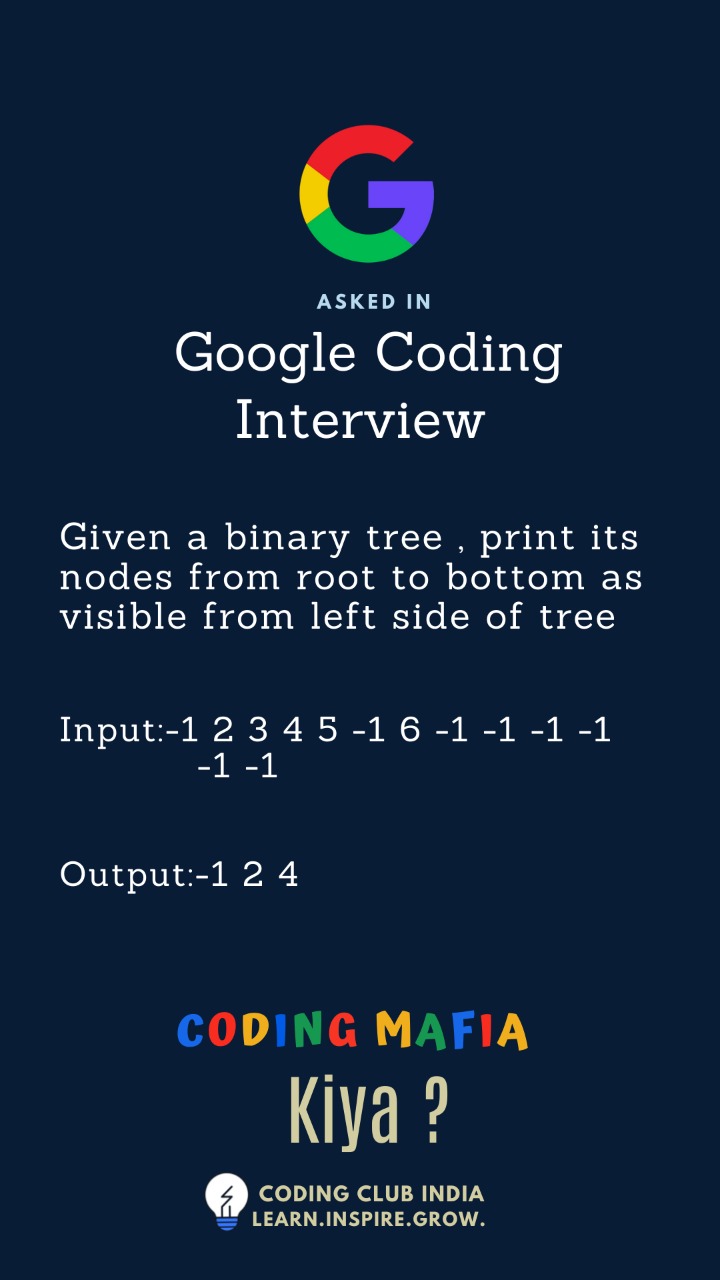 ASKED IN
Google Coding
Interview
Given a binary tree , print its
nodes from root to bottom as
visible from left side of tree
Input:-1 2 3 4 5 -1 6 -1 -1 -1 -1
-1 -1
Output:-1 2 4
CODING MAFIA
Kiya ?
CODING CLUB INDIA
LEARN.INSPIRE.GROW.